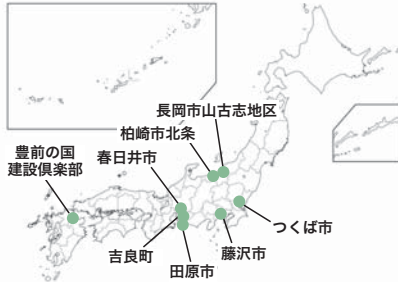 長岡市山古志地区
柏崎市北条
春日井市
豊前の国
建設倶楽部
つくば市
藤沢市
吉良町
田原市